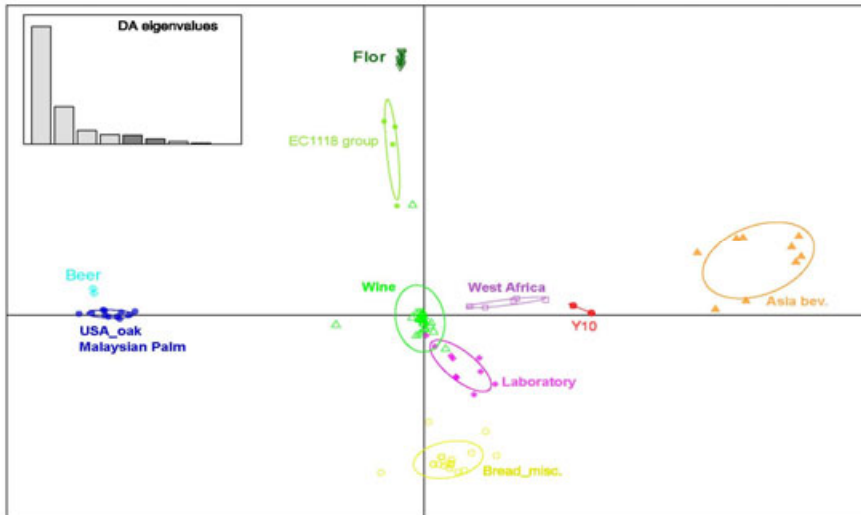 DA eigenvalues
Flor
EC1118 group
Beer
Wine
West Africa
Asia bev.
USA_oak
Malaysian Palm
Y10
Laboratory
Bread_misc.